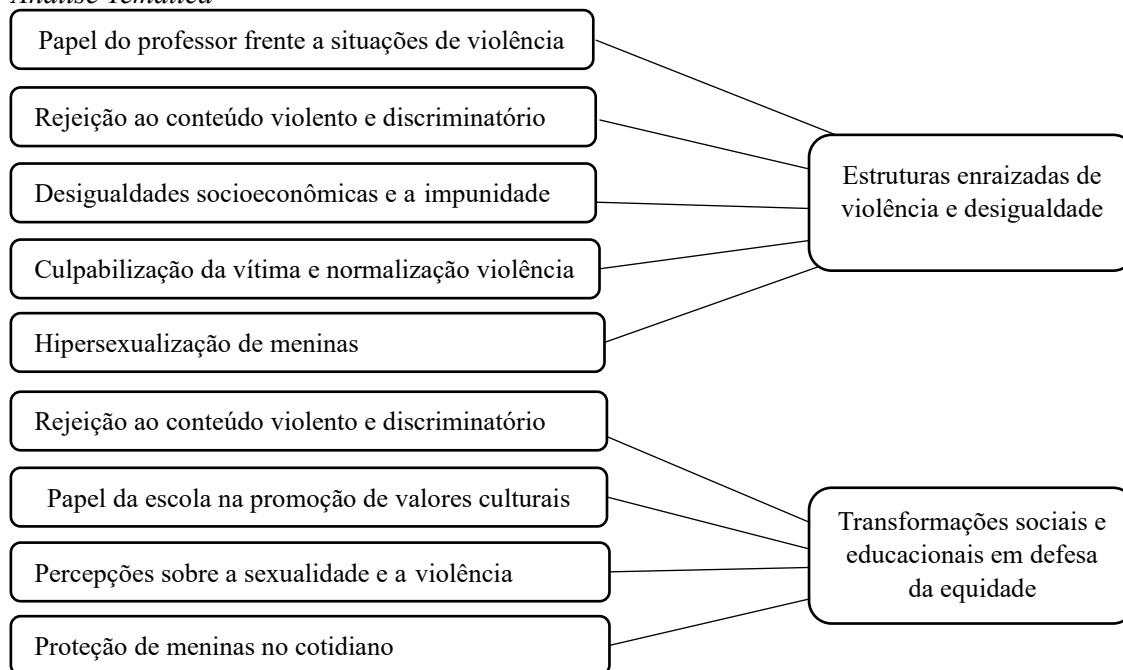 Análise Temática
Papel do professor frente a situações de violência
Rejeição ao conteúdo violento e discriminatório
Desigualdades socioeconômicas e a impunidade
Culpabilização da vítima e normalização violência
Hipersexualização de meninas
Estruturas enraizadas de
violência e desigualdade
Rejeição ao conteúdo violento e discriminatório
Papel da escola na promoção de valores culturais
Percepções sobre a sexualidade e a violência
Proteção de meninas no cotidiano
Transformações sociais e
educacionais em defesa
da equidade